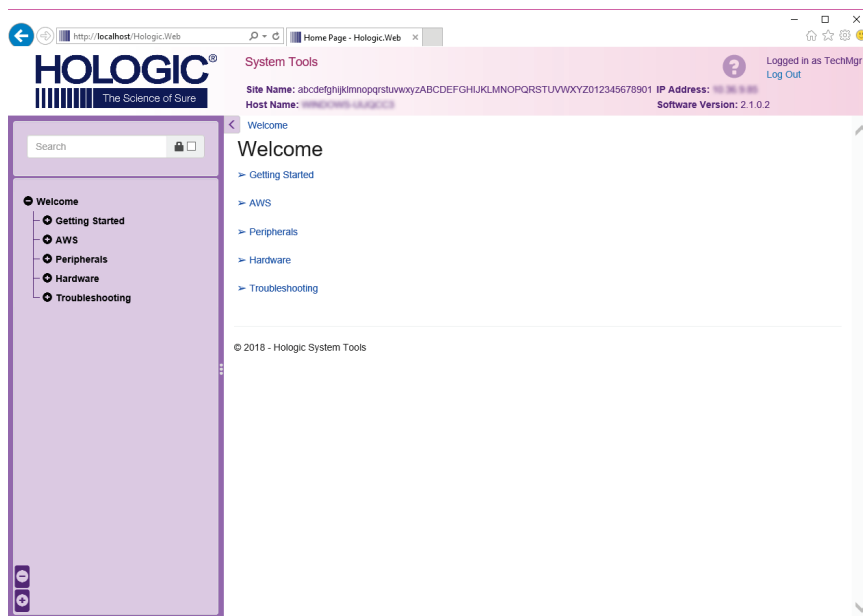 http://localhost/Hologic.Web
Home Page - Hologic.Web
HOLOGIC®
The Science of Sure
System Tools
Logged in as TechMgr
Log Out
Site Name: abcdefghijklmnopqrstuvwxyzABCDEFGHIJKLMNOPQRSTUVWXYZ012345678901 IP Address:
Host Name:
Software Version: 2.1.0.2
Search
Welcome
Getting Started
AWS
Peripherals
Hardware
Troubleshooting
Welcome
Welcome
➢ Getting Started
➢ AWS
➢ Peripherals
➢ Hardware
➢ Troubleshooting
© 2018 - Hologic System Tools